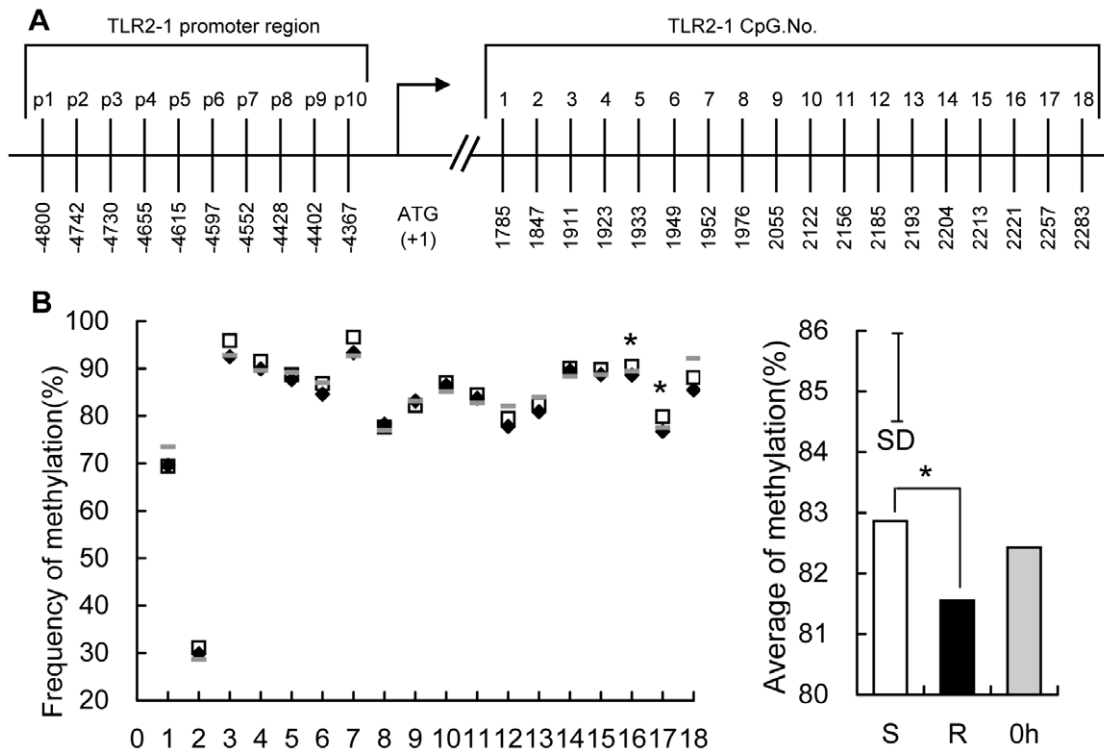 A
TLR2-1 promoter region
TLR2-1 CpG.No.
p1 p2 p3 p4 p5 p6 p7 p8 p9 p10
1 2 3 4 5 6 7 8 9 10 11 12 13 14 15 16 17 18
-4800 -4742 -4730 -4655 -4615 -4597 -4552 -4428 -4402 -4367
ATG
(+1)
1785 1847 1911 1923 1933 1949 1952 1976 2055 2122 2156 2185 2193 2204 2213 2221 2257 2283
B
Frequency of methylation(%)
100
90
80
70
60
50
40
30
20
0 1 2 3 4 5 6 7 8 9 10 11 12 13 14 15 16 17 18
*
*
Average of methylation(%)
86
85
84
83
82
81
80
SD
*
S R 0h